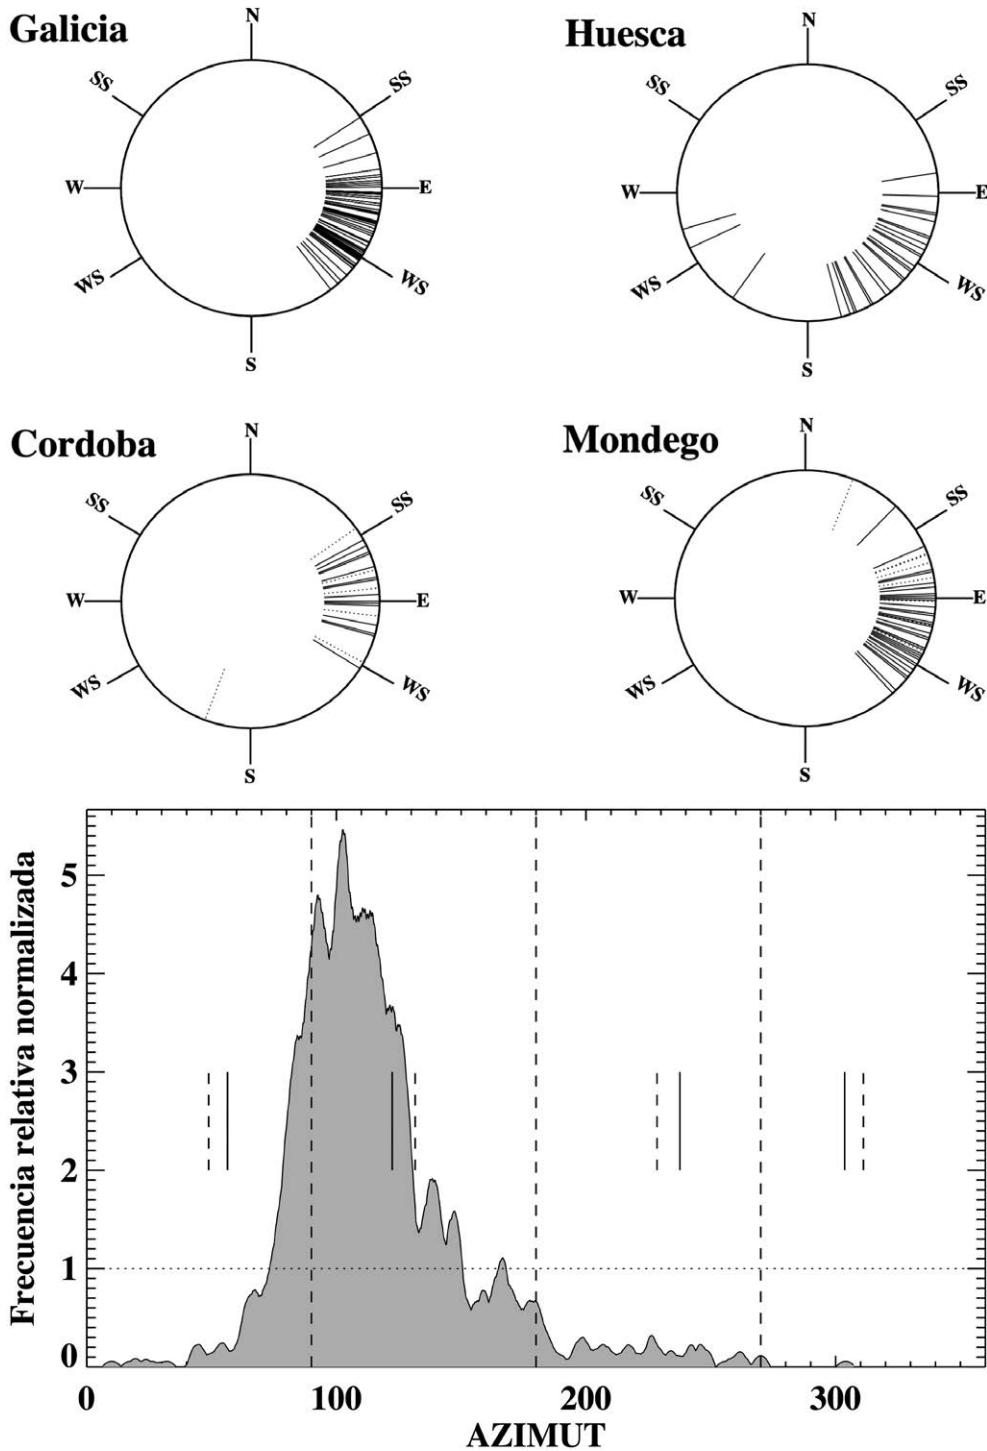 Galicia
N
SS
SS
W
E
WS
WS
S
Huesca
N
SS
SS
W
E
WS
WS
S
Cordoba
N
SS
SS
W
E
WS
WS
S
Mondego
N
SS
SS
W
E
WS
WS
S
Frecuencia relativa normalizada
5
4
3
2
1
0
0
100
200
300
AZIMUT